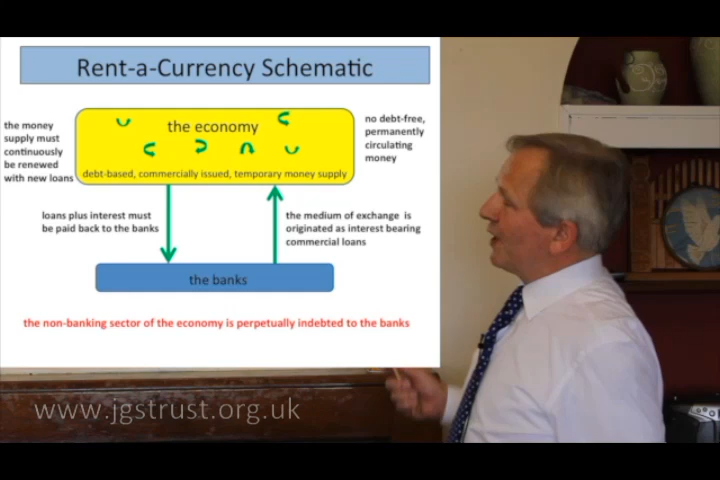 Rent-a-Currency Schematic
the money
supply must
continuously
be renewed
with new loans
the economy
debt-based, commercially issued, temporary money supply
no debt-free,
permanently
circulating
money
loans plus interest must
be paid back to the banks
the medium of exchange is
originated as interest bearing
commercial loans
the banks
the non-banking sector of the economy is perpetually indebted to the banks
www.jgstrust.org.uk